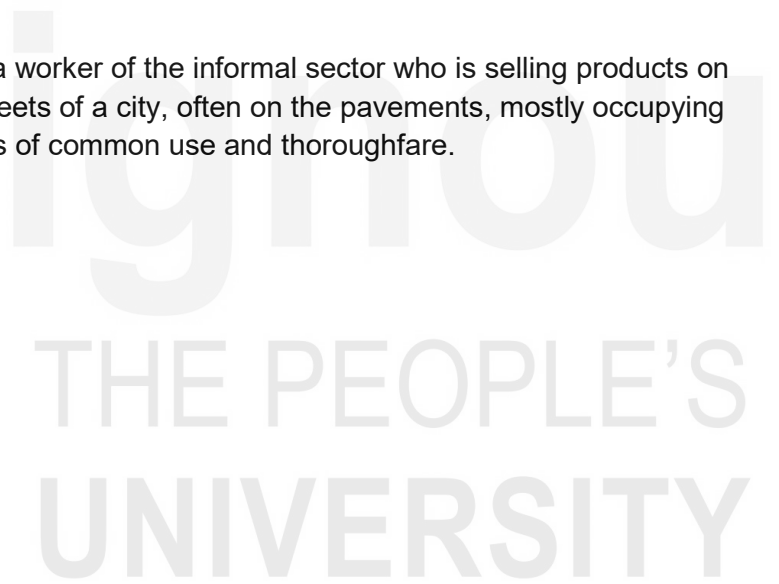 a worker of the informal sector who is selling products on
eets of a city, often on the pavements, mostly occupying
s of common use and thoroughfare.
ignou
THE PEOPLE'S
UNIVERSITY